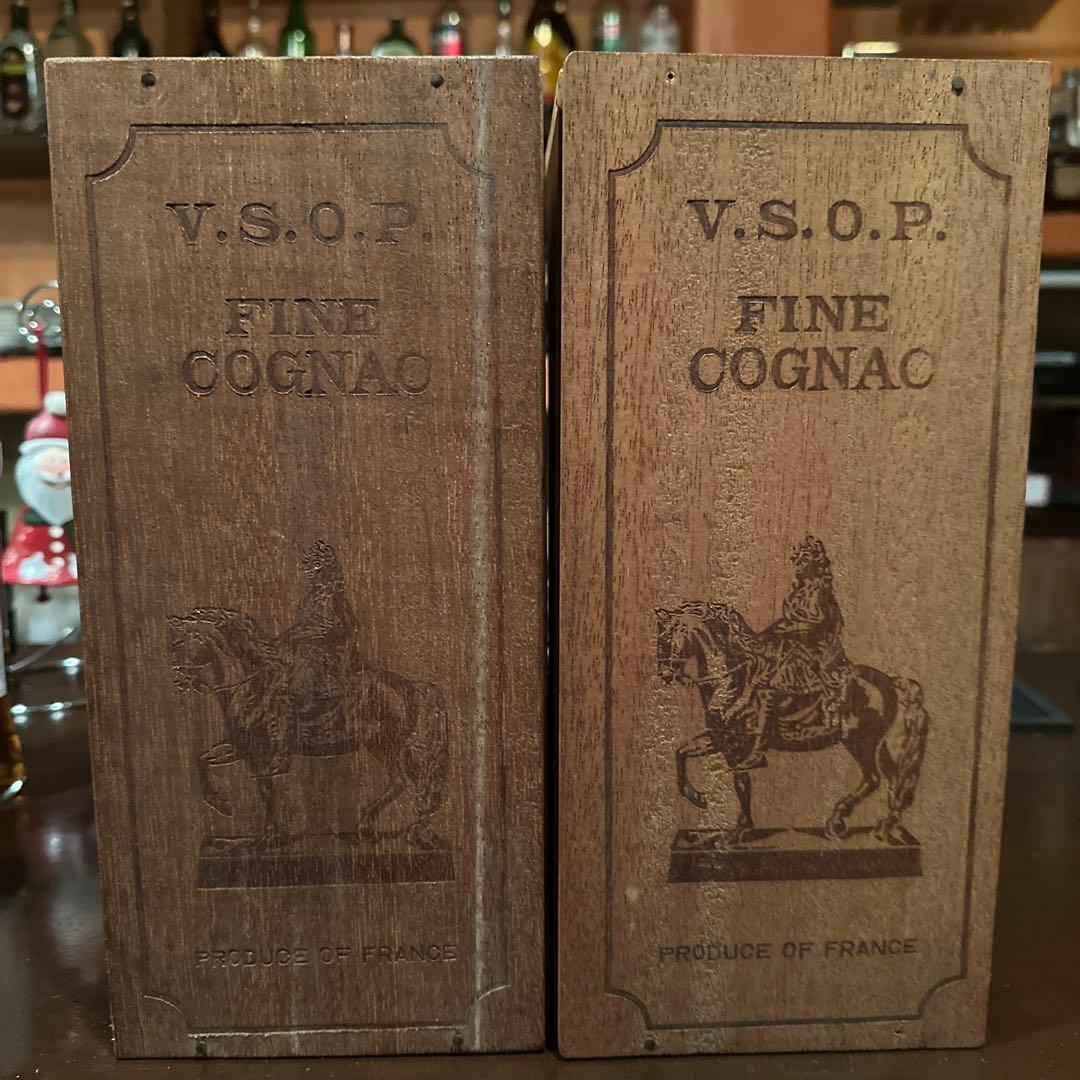 V.S.O.P.
FINE
COGNAC
PRODUCE OF FRANCE
V.S.O.P.
FINE
COGNAC
PRODUCE OF FRANCE